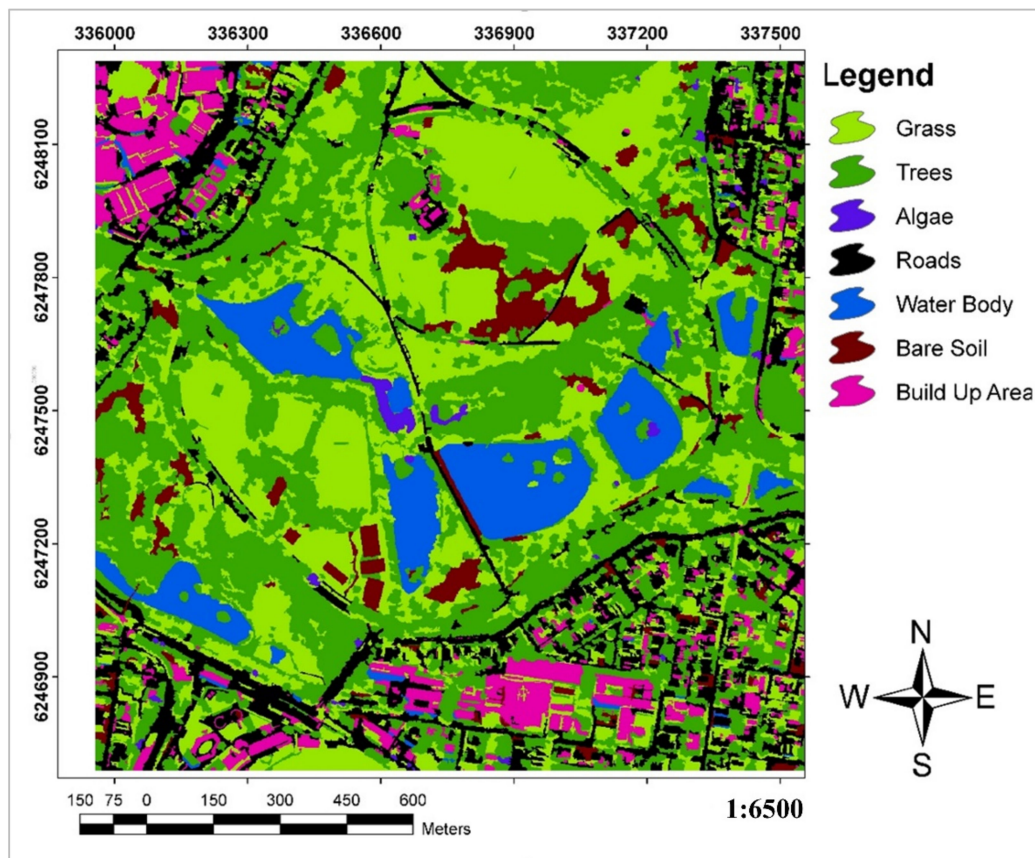 336000 336300 336600 336900 337200 337500
Legend
Grass
Trees
Algae
Roads
Water Body
Bare Soil
Build Up Area
6248100
6247800
6247500
6247200
6246900
N
W E
S
150 75 0 150 300 450 600
Meters
1:6500